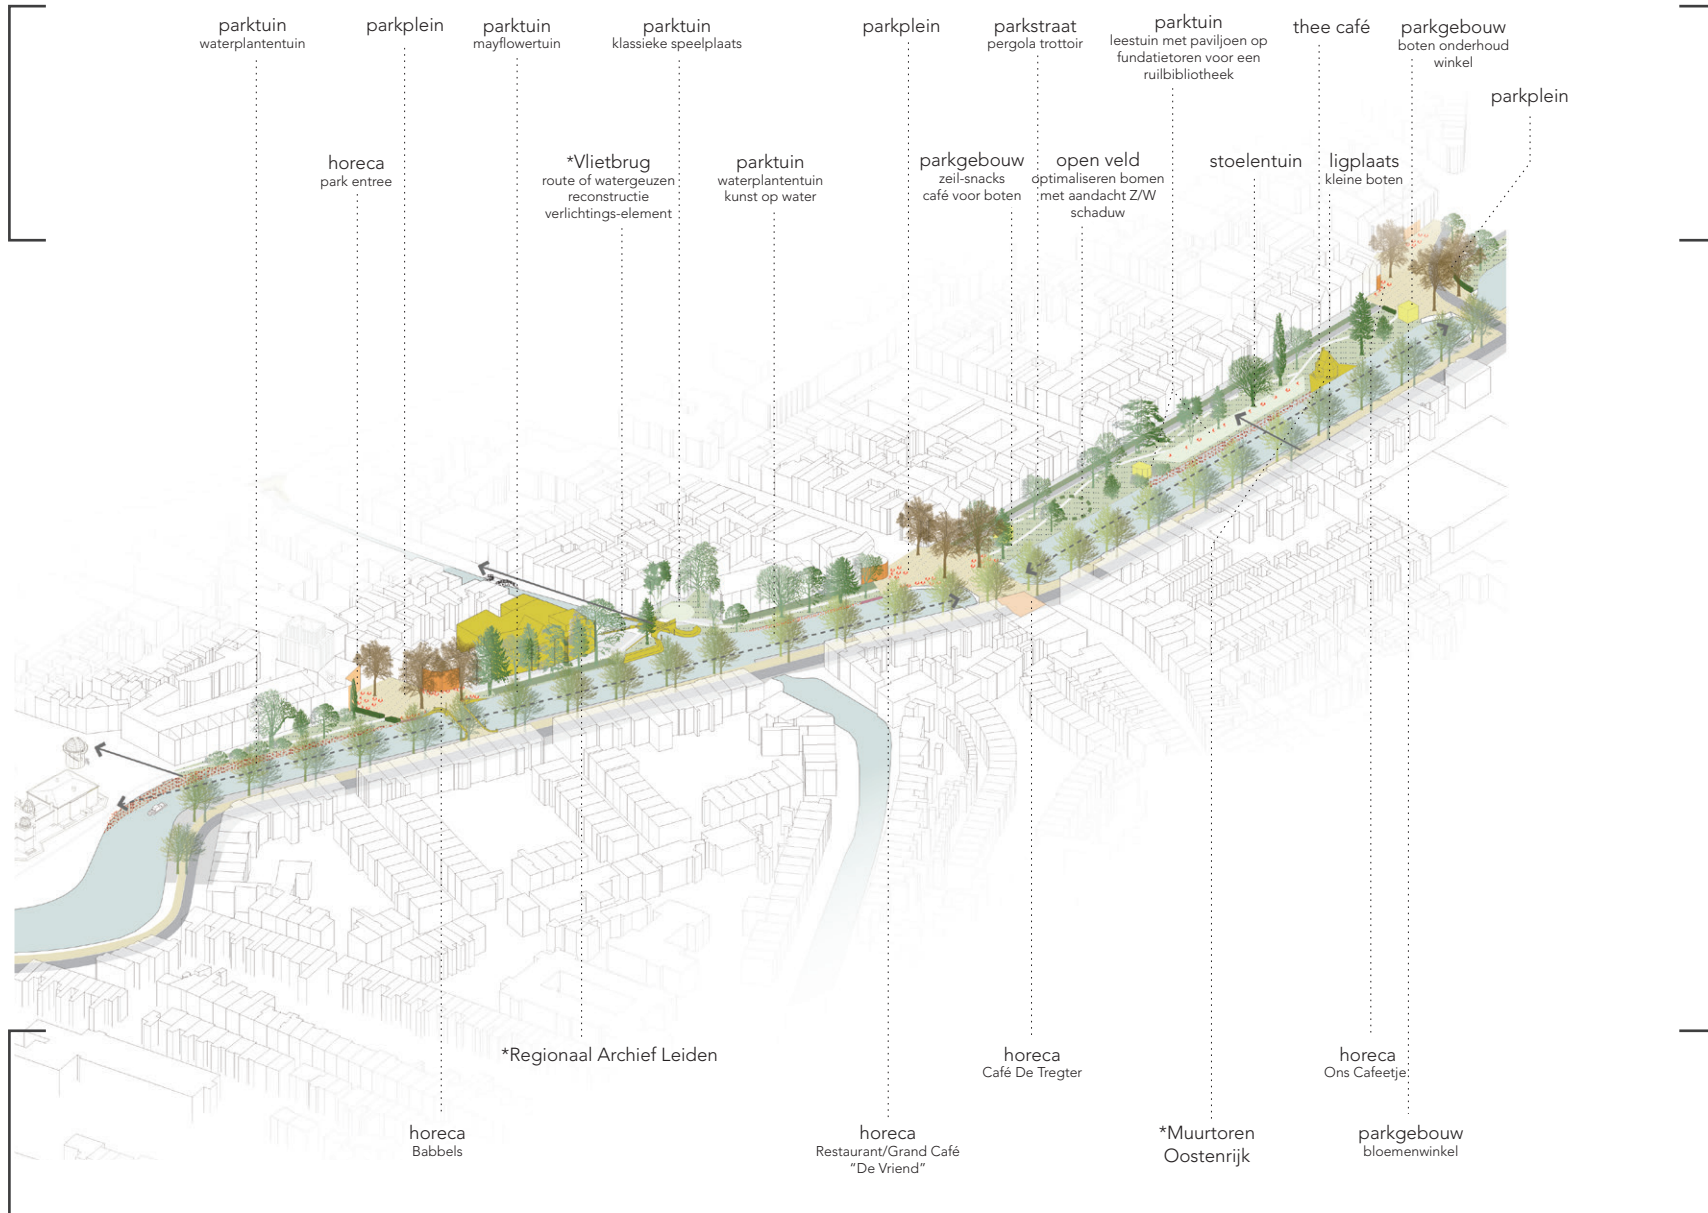 parktuin
waterplantentuin
parkplein
parktuin
mayflowertuin
parktuin
klassieke speelplaats
parkplein
parkstraat
pergola trottoir
parktuin
leestuin met paviljoen op
fundatietoren voor een
ruilbibliotheek
thee café
parkgebouw
boten onderhoud
winkel
parkplein
horeca
park entree
*Vlietbrug
route of watergeuzen
reconstructie
verlichtings-element
parktuin
waterplantentuin
kunst op water
parkgebouw
zeil-snacks
café voor boten
open veld
optimaliseren bomen
met aandacht Z/W
schaduw
stoelentuin
ligplaats
kleine boten
*Regionaal Archief Leiden
horeca
Café De Tregter
horeca
Ons Cafeetje
horeca
Babbels
horeca
Restaurant/Grand Café
"De Vriend"
*Muurtoren
Oostenrijk
parkgebouw
bloemenwinkel